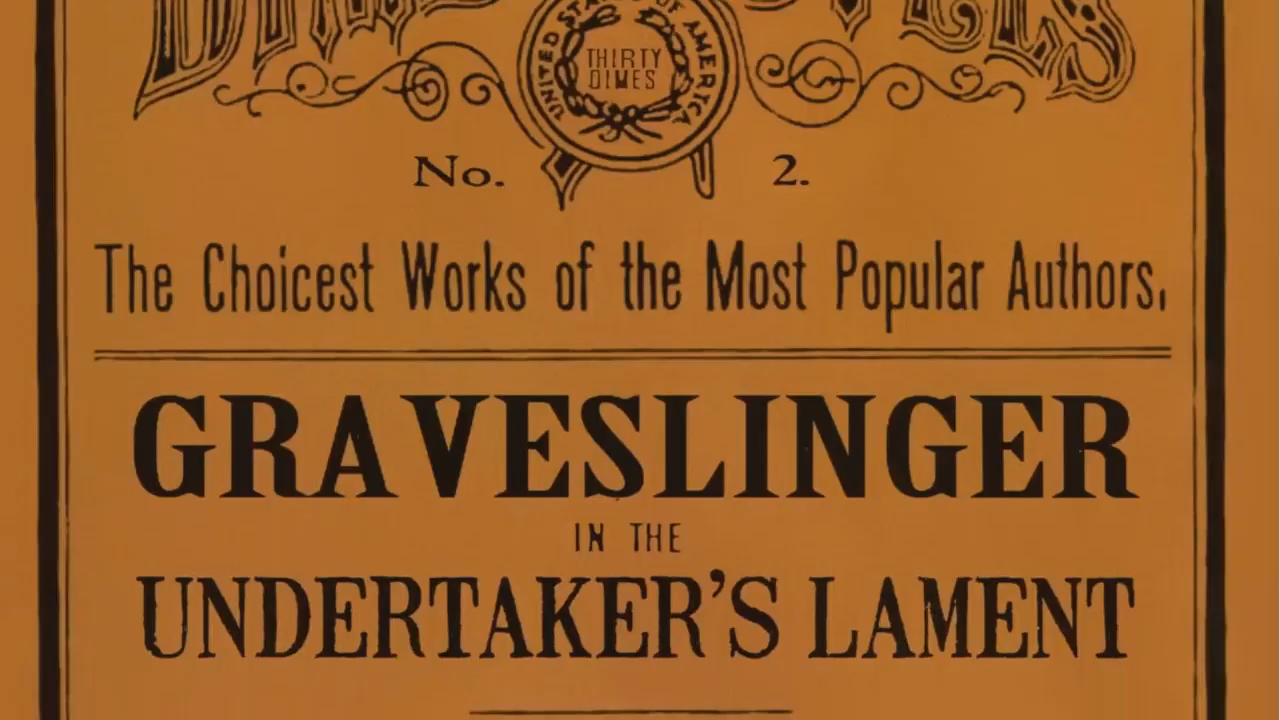 UNITED STATES OF AMERICA
THIRTY
DIMES
No. 2.
The Choicest Works of the Most Popular Authors.
GRAVESLINGER
IN THE
UNDERTAKER'S LAMENT